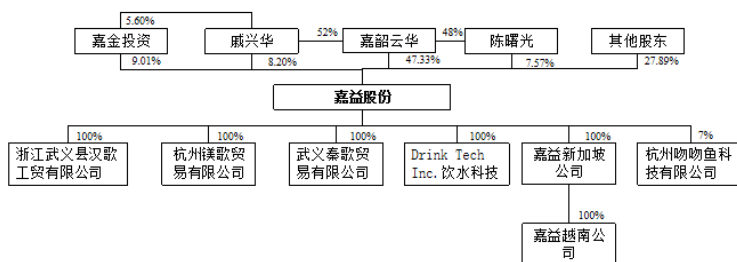 5.60%
嘉金投资
戚兴华
52%
嘉韶云华
48%
陈曙光
其他股东
9.01%
8.20%
47.33%
7.57%
27.89%
嘉益股份
100%
100%
100%
100%
100%
7%
浙江武义县汉歌
工贸有限公司
杭州镁歌贸
易有限公司
武义秦歌贸
易有限公司
Drink Tech
Inc.饮水科技
嘉益新加坡
公司
杭州吻吻鱼科
技有限公司
100%
嘉益越南公
司